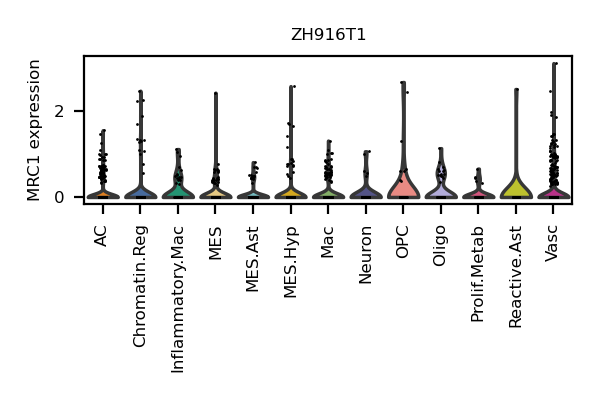 ZH916T1
MRC1 expression
2
0
AC
Chromatin.Reg
Inflammatory.Mac
MES
MES.Ast
MES.Hyp
Mac
Neuron
OPC
Oligo
Prolif.Metab
Reactive.Ast
Vasc